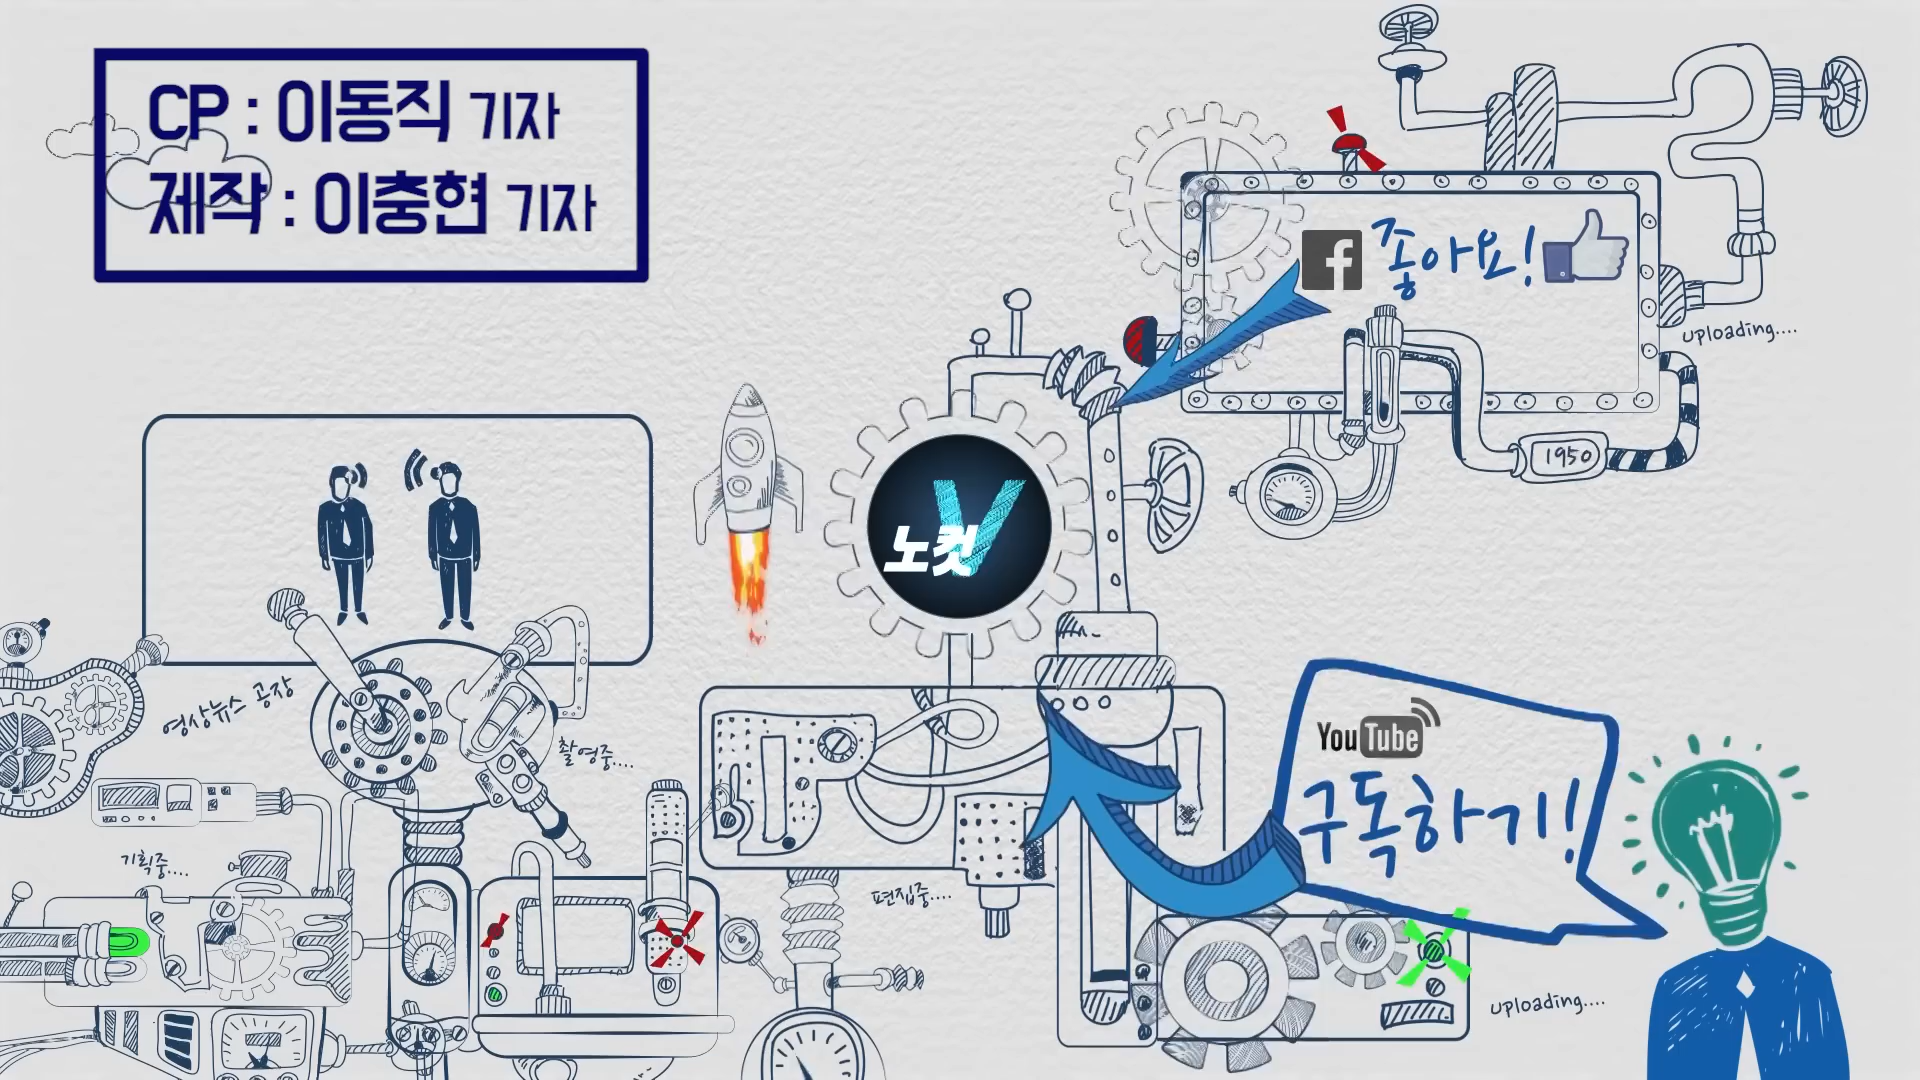 CP : 이동직 기자
제작 : 이충현 기자
좋아요!
uploading....
1950
노컷V
영상뉴스 공장
촬영중....
YouTube
구독하기!
기획중....
편집중....
uploading....